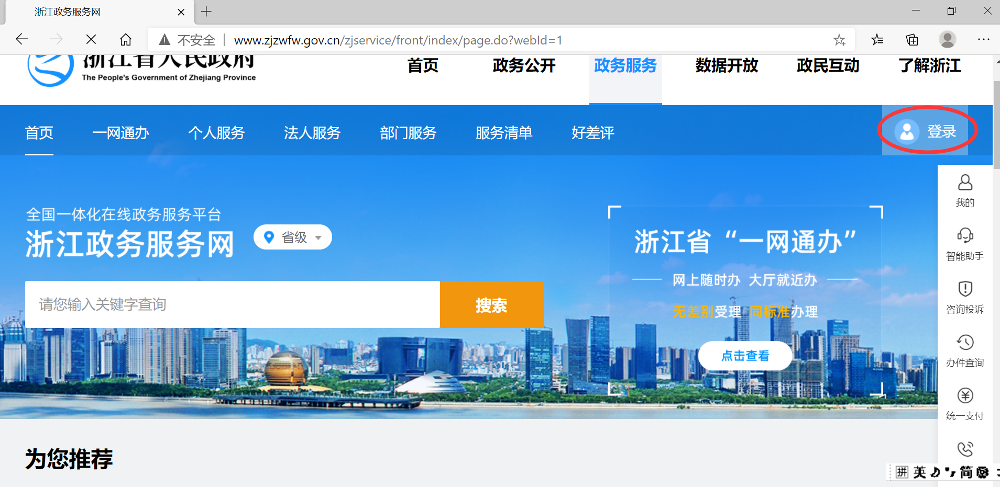 浙江政务服务网
不安全
www.zjzwfw.gov.cn/zjservice/front/index/page.do?webId=1
浙江省人民政府
The People's Government of Zhejiang Province
首页 政务公开 政务服务 数据开放 政民互动 了解浙江
首页 一网通办 个人服务 法人服务 部门服务 服务清单 好差评 登录
全国一体化在线政务服务平台
浙江政务服务网 省级
请您输入关键字查询 搜索
浙江省“一网通办”
网上随时办 大厅就近办
无差别受理 同标准办理
点击查看
我的
智能助手
咨询投诉
办件查询
统一支付
为您推荐
拼 英 简